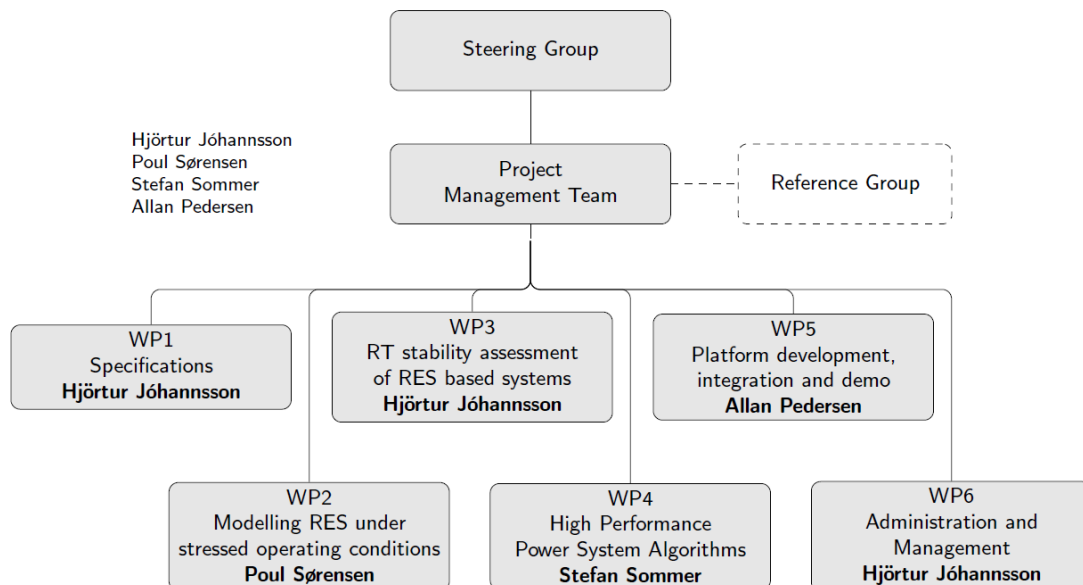 Steering Group
Hjörtur Jóhannsson
Poul Sørensen
Stefan Sommer
Allan Pedersen
Project
Management Team
Reference Group
WP1
Specifications
Hjörtur Jóhannsson
WP3
RT stability assessment
of RES based systems
Hjörtur Jóhannsson
WP5
Platform development,
integration and demo
Allan Pedersen
WP2
Modelling RES under
stressed operating conditions
Poul Sørensen
WP4
High Performance
Power System Algorithms
Stefan Sommer
WP6
Administration and
Management
Hjörtur Jóhannsson